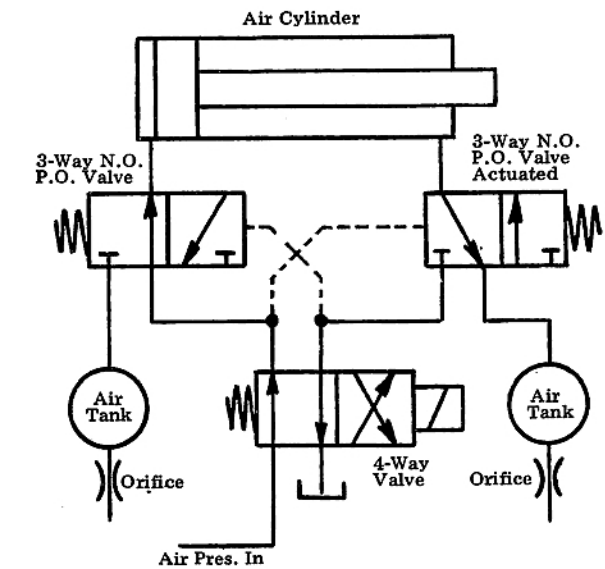 Air Cylinder
3-Way N.O.
P.O. Valve
3-Way N.O.
P.O. Valve
Actuated
Air
Tank
Air
Tank
Orifice
4-Way
Valve
Orifice
Air Pres. In